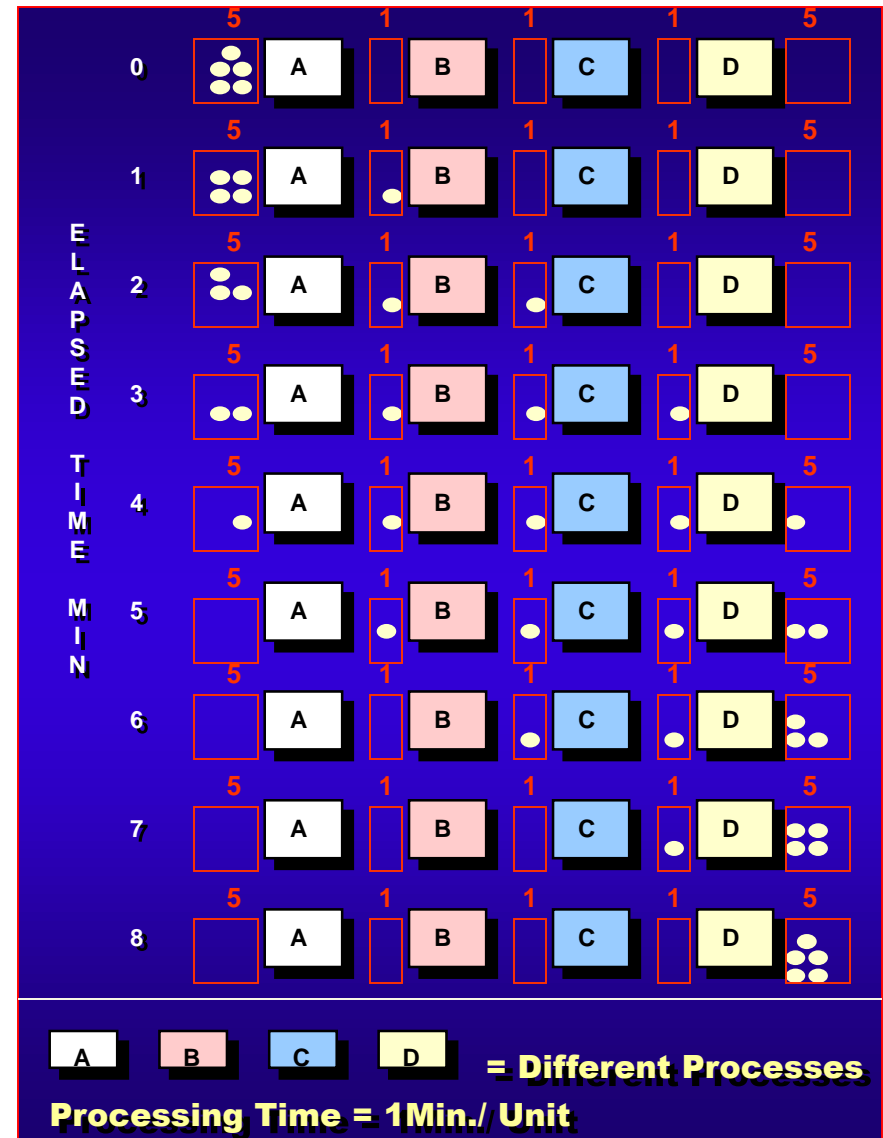 5 1 1 1 5
0 A B C D
5 1 1 1 5
1 A B C D
5 1 1 1 5
2 A B C D
5 1 1 1 5
3 A B C D
5 1 1 1 5
4 A B C D
5 1 1 1 5
5 A B C D
5 1 1 1 5
6 A B C D
5 1 1 1 5
7 A B C D
5 1 1 1 5
8 A B C D
ELAPSED TIME MIN
A B C D = Different Processes
Processing Time = 1Min./ Unit